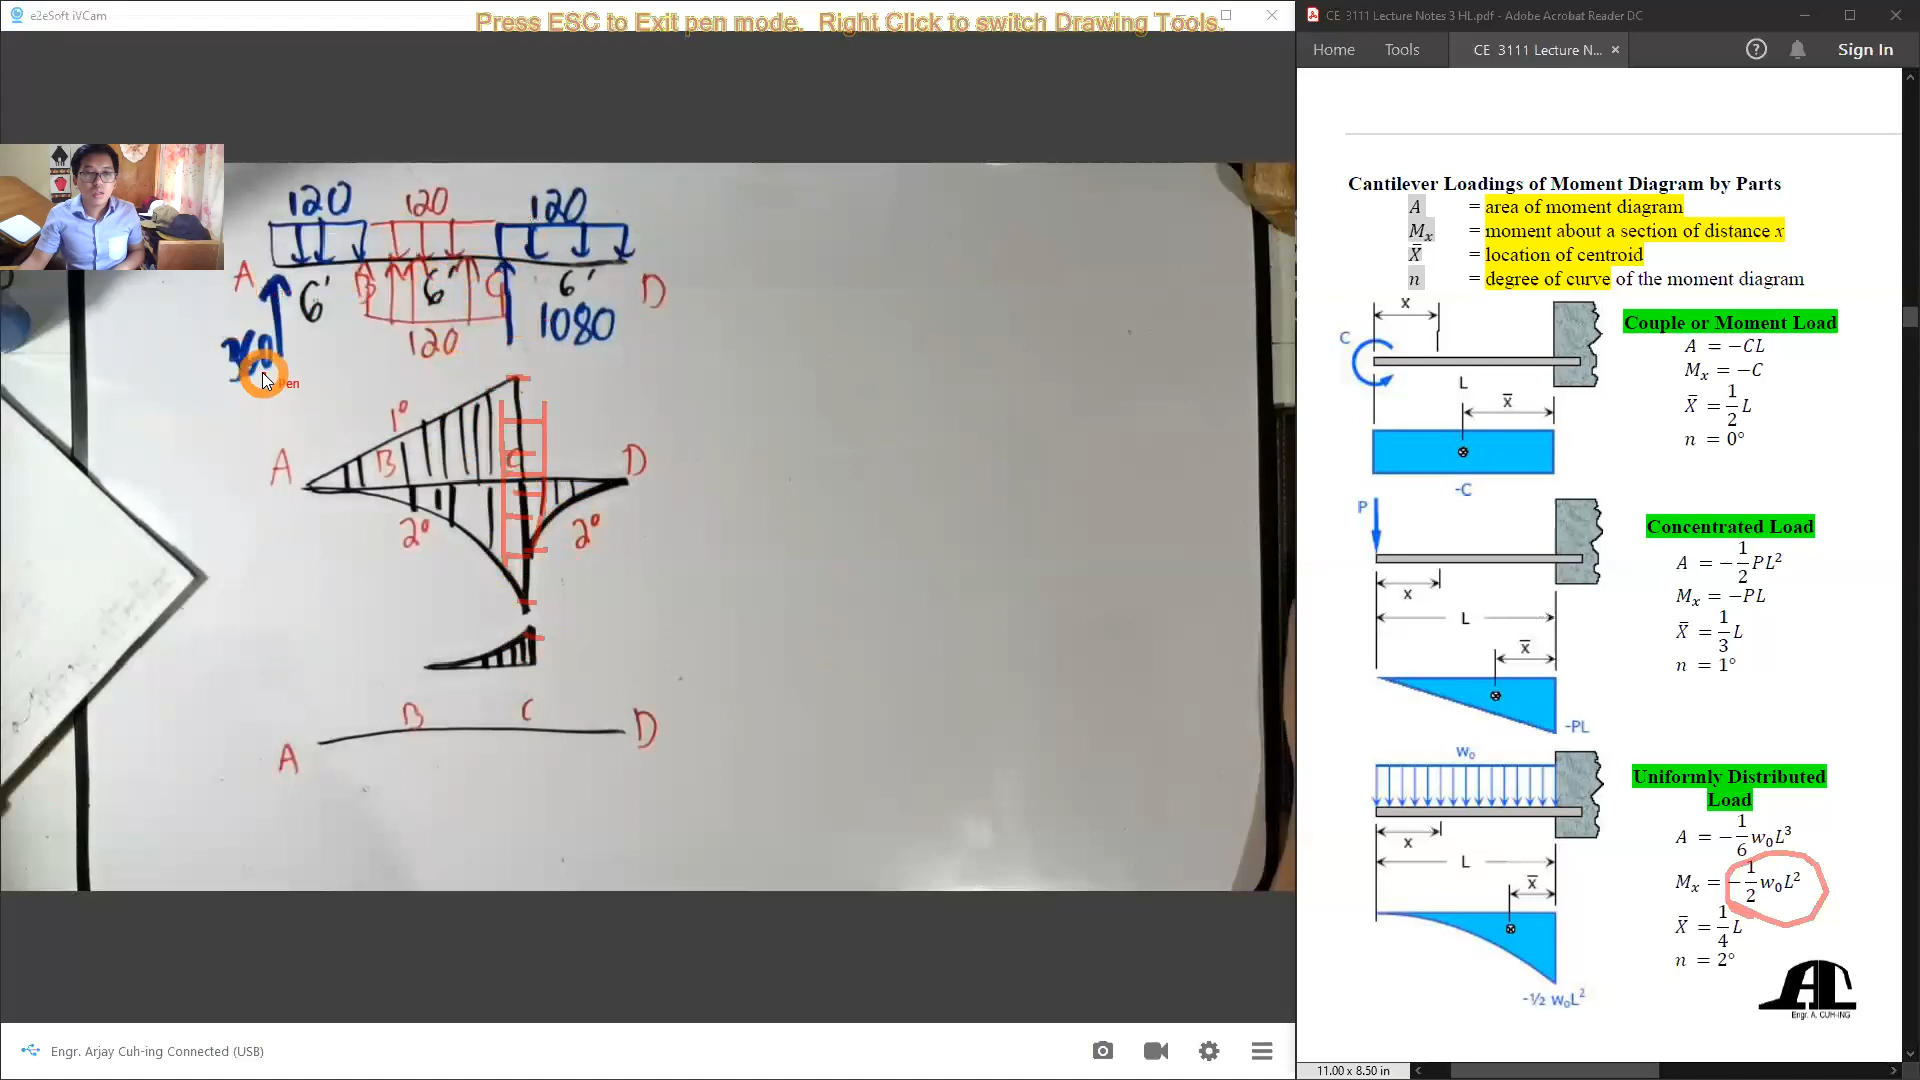 e2eSoft iVCam
Press ESC to Exit pen mode. Right Click to switch Drawing Tools.
120
120
120
A
6'
B
6'
C
6'
D
120
1080
360
Pen
1°
A
B
C
D
2°
2°
B
C
D
A
Engr. Arjay Cuh-ing Connected (USB)
CE 3111 Lecture Notes 3 HL.pdf - Adobe Acrobat Reader DC
Home
Tools
CE 3111 Lecture N... ×
?
Sign In
Cantilever Loadings of Moment Diagram by Parts
A = area of moment diagram
Mₓ = moment about a section of distance x
X̄ = location of centroid
n = degree of curve of the moment diagram
x
C
L
x̄
-C
Couple or Moment Load
A = −CL
Mₓ = −C
X̄ = 1/2 L
n = 0°
P
x
L
x̄
-PL
Concentrated Load
A = −1/2 PL²
Mₓ = −PL
X̄ = 1/3 L
n = 1°
w₀
x
L
x̄
-½ w₀L²
Uniformly Distributed
Load
A = −1/6 w₀L³
Mₓ = −1/2 w₀L²
X̄ = 1/4 L
n = 2°
Engr. A. CUH-ING
11.00 x 8.50 in